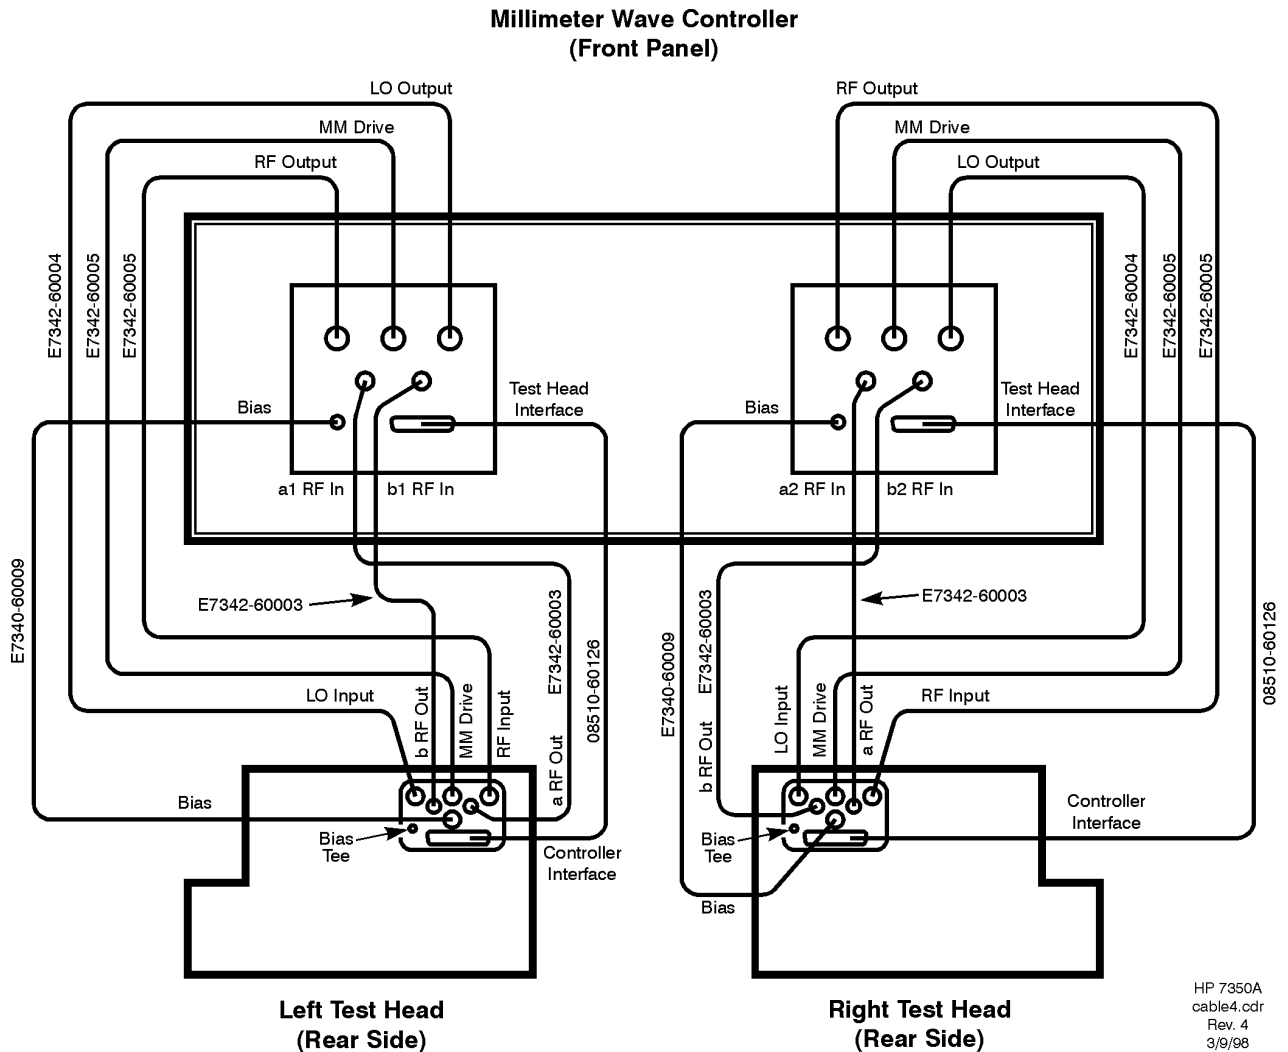 Millimeter Wave Controller
(Front Panel)
LO Output
RF Output
MM Drive
MM Drive
RF Output
LO Output
E7342-60004
E7342-60005
E7342-60005
E7342-60004
E7342-60005
E7342-60005
Bias
Test Head
Interface
Bias
Test Head
Interface
a1 RF In
b1 RF In
a2 RF In
b2 RF In
E7340-60009
E7342-60003
E7342-60003
08510-60126
E7340-60009
E7342-60003
E7342-60003
08510-60126
LO Input
b RF Out
MM Drive
RF Input
a RF Out
b RF Out
LO Input
MM Drive
a RF Out
RF Input
Bias
Bias
Tee
Controller
Interface
Bias
Tee
Controller
Interface
Bias
Left Test Head
(Rear Side)
Right Test Head
(Rear Side)
HP 7350A
cable4.cdr
Rev. 4
3/9/98